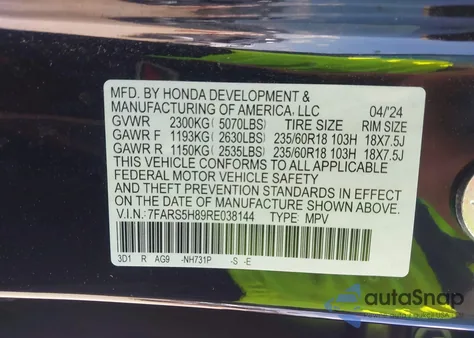 MFD. BY HONDA DEVELOPMENT &
MANUFACTURING OF AMERICA, LLC 04/'24
GVWR 2300KG (5070LBS) TIRE SIZE RIM SIZE
GAWR F 1193KG (2630LBS) 235/60R18 103H 18X7.5J
GAWR R 1150KG (2535LBS) 235/60R18 103H 18X7.5J
THIS VEHICLE CONFORMS TO ALL APPLICABLE
FEDERAL MOTOR VEHICLE SAFETY
AND THEFT PREVENTION STANDARDS IN EFFECT
ON THE DATE OF MANUFACTURE SHOWN ABOVE.
V.I.N.: 7FARS5H89RE038144 TYPE: MPV
3D1 R AG9 -NH731P -S -E
autoSnap